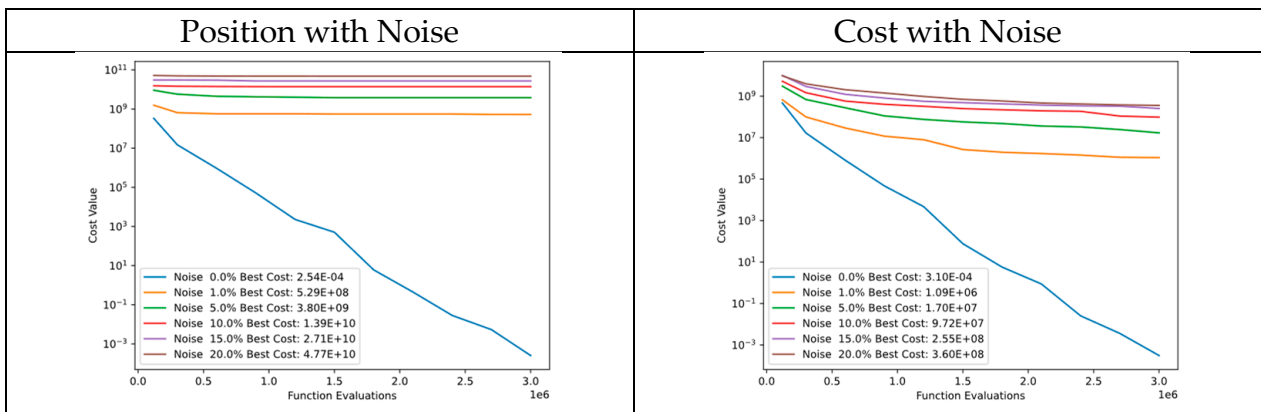 Position with Noise
Cost with Noise
10^11
10^9
10^7
10^5
10^3
10^1
10^−1
10^−3
Cost Value
Noise 0.0% Best Cost: 2.54E-04
Noise 1.0% Best Cost: 5.29E+08
Noise 5.0% Best Cost: 3.80E+09
Noise 10.0% Best Cost: 1.39E+10
Noise 15.0% Best Cost: 2.71E+10
Noise 20.0% Best Cost: 4.77E+10
0.0 0.5 1.0 1.5 2.0 2.5 3.0
1e6
Function Evaluations
10^9
10^7
10^5
10^3
10^1
10^−1
10^−3
Cost Value
Noise 0.0% Best Cost: 3.10E-04
Noise 1.0% Best Cost: 1.09E+06
Noise 5.0% Best Cost: 1.70E+07
Noise 10.0% Best Cost: 9.72E+07
Noise 15.0% Best Cost: 2.55E+08
Noise 20.0% Best Cost: 3.60E+08
0.0 0.5 1.0 1.5 2.0 2.5 3.0
1e6
Function Evaluations